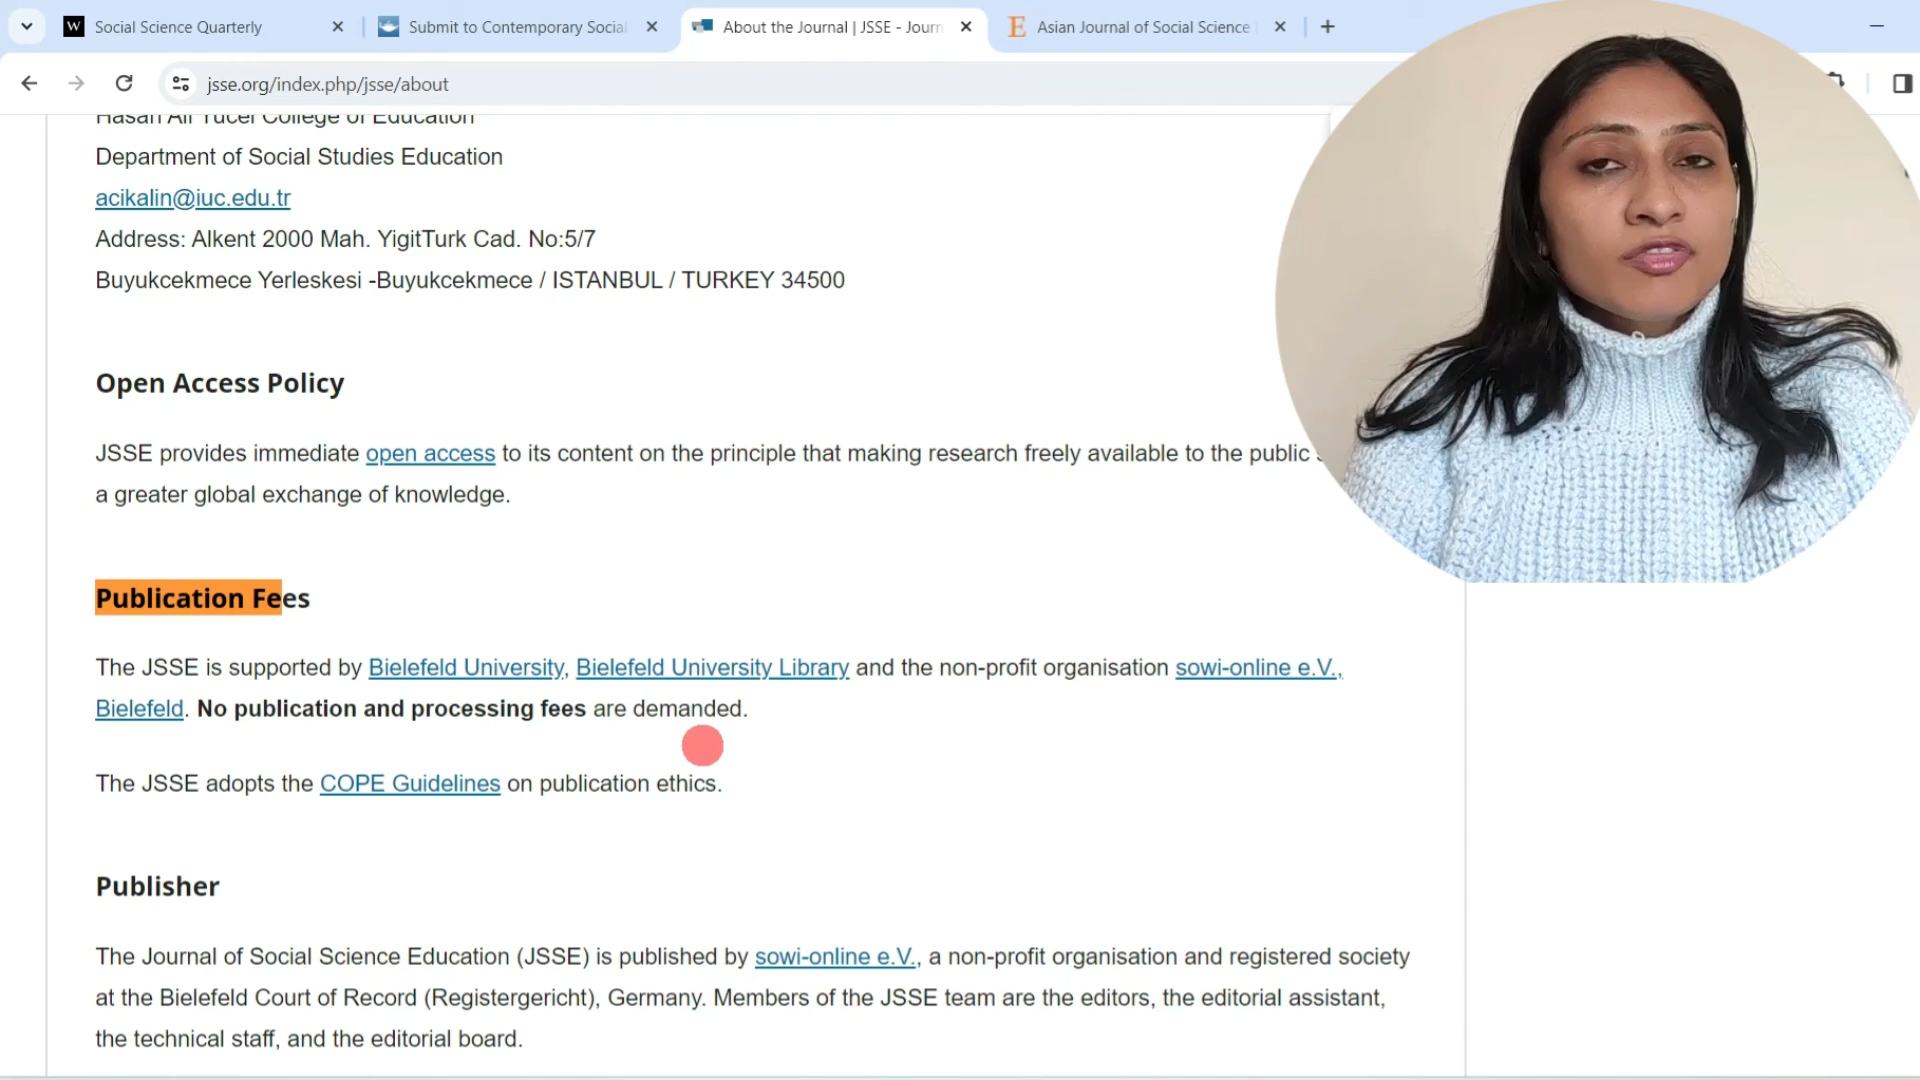 W Social Science Quarterly
Submit to Contemporary Social
About the Journal | JSSE - Journ
E Asian Journal of Social Science
jsse.org/index.php/jsse/about
Hasan Ali Yucel College of Education
Department of Social Studies Education
acikalin@iuc.edu.tr
Address: Alkent 2000 Mah. YigitTurk Cad. No:5/7
Buyukcekmece Yerleskesi -Buyukcekmece / ISTANBUL / TURKEY 34500
Open Access Policy
JSSE provides immediate open access to its content on the principle that making research freely available to the public
a greater global exchange of knowledge.
Publication Fees
The JSSE is supported by Bielefeld University, Bielefeld University Library and the non-profit organisation sowi-online e.V.,
Bielefeld. No publication and processing fees are demanded.
The JSSE adopts the COPE Guidelines on publication ethics.
Publisher
The Journal of Social Science Education (JSSE) is published by sowi-online e.V., a non-profit organisation and registered society
at the Bielefeld Court of Record (Registergericht), Germany. Members of the JSSE team are the editors, the editorial assistant,
the technical staff, and the editorial board.